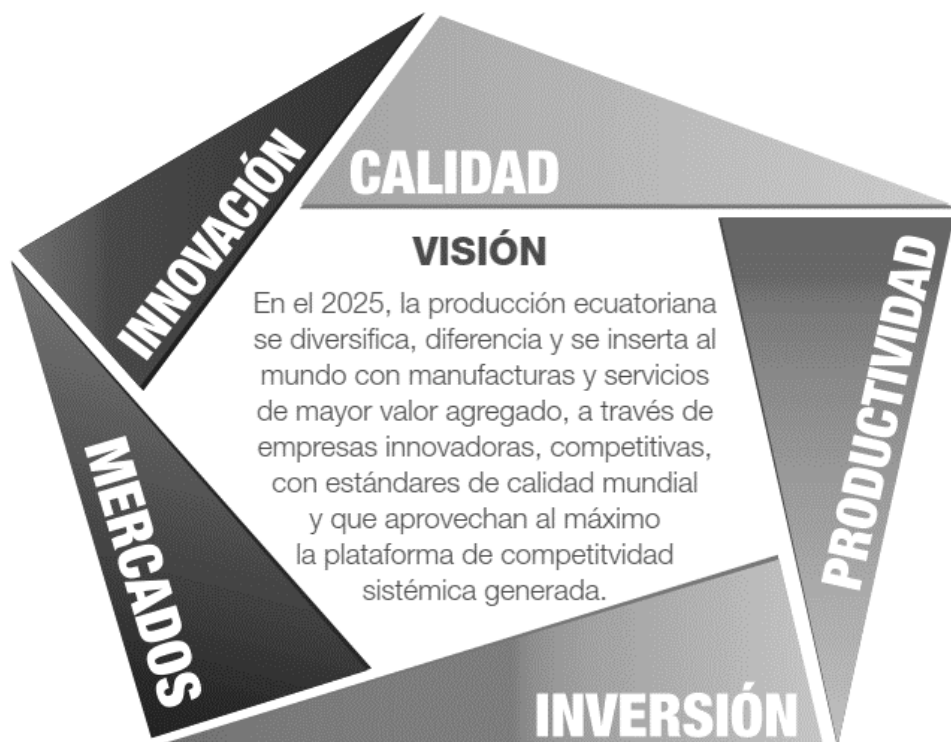 INNOVACIÓN
CALIDAD
VISIÓN
En el 2025, la producción ecuatoriana
se diversifica, diferencia y se inserta al
mundo con manufacturas y servicios
de mayor valor agregado, a través de
empresas innovadoras, competitivas,
con estándares de calidad mundial
y que aprovechan al máximo
la plataforma de competitvidad
sistémica generada.
PRODUCTIVIDAD
MERCADOS
INVERSIÓN